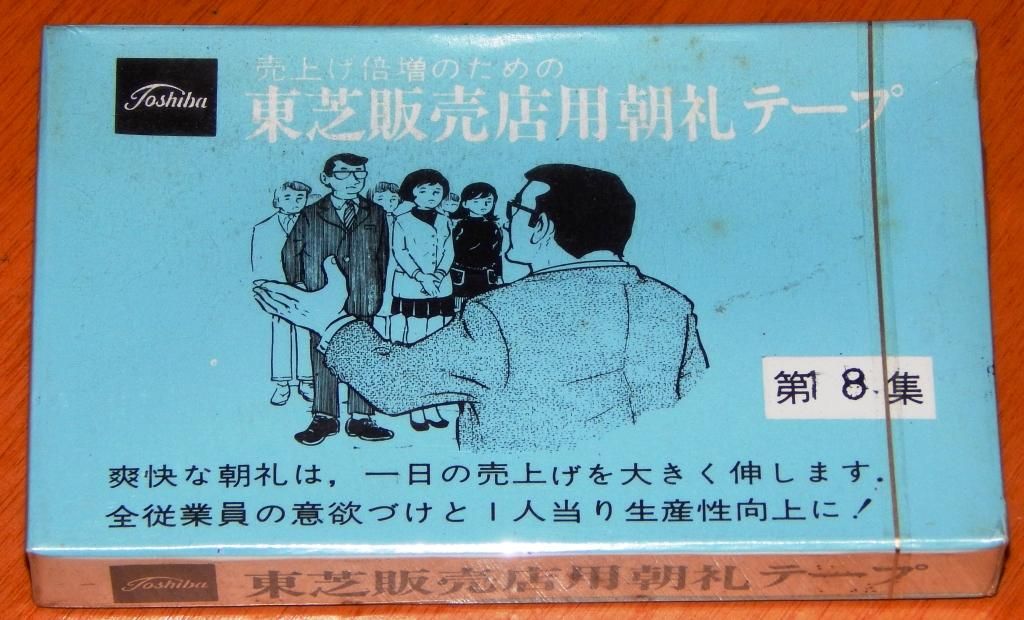 Toshiba
売上げ倍増のための
東芝販売店用朝礼テープ
第18集
爽快な朝礼は，一日の売上げを大きく伸します．
全従業員の意欲づけと１人当り生産性向上に！
Toshiba
東芝販売店用朝礼テープ